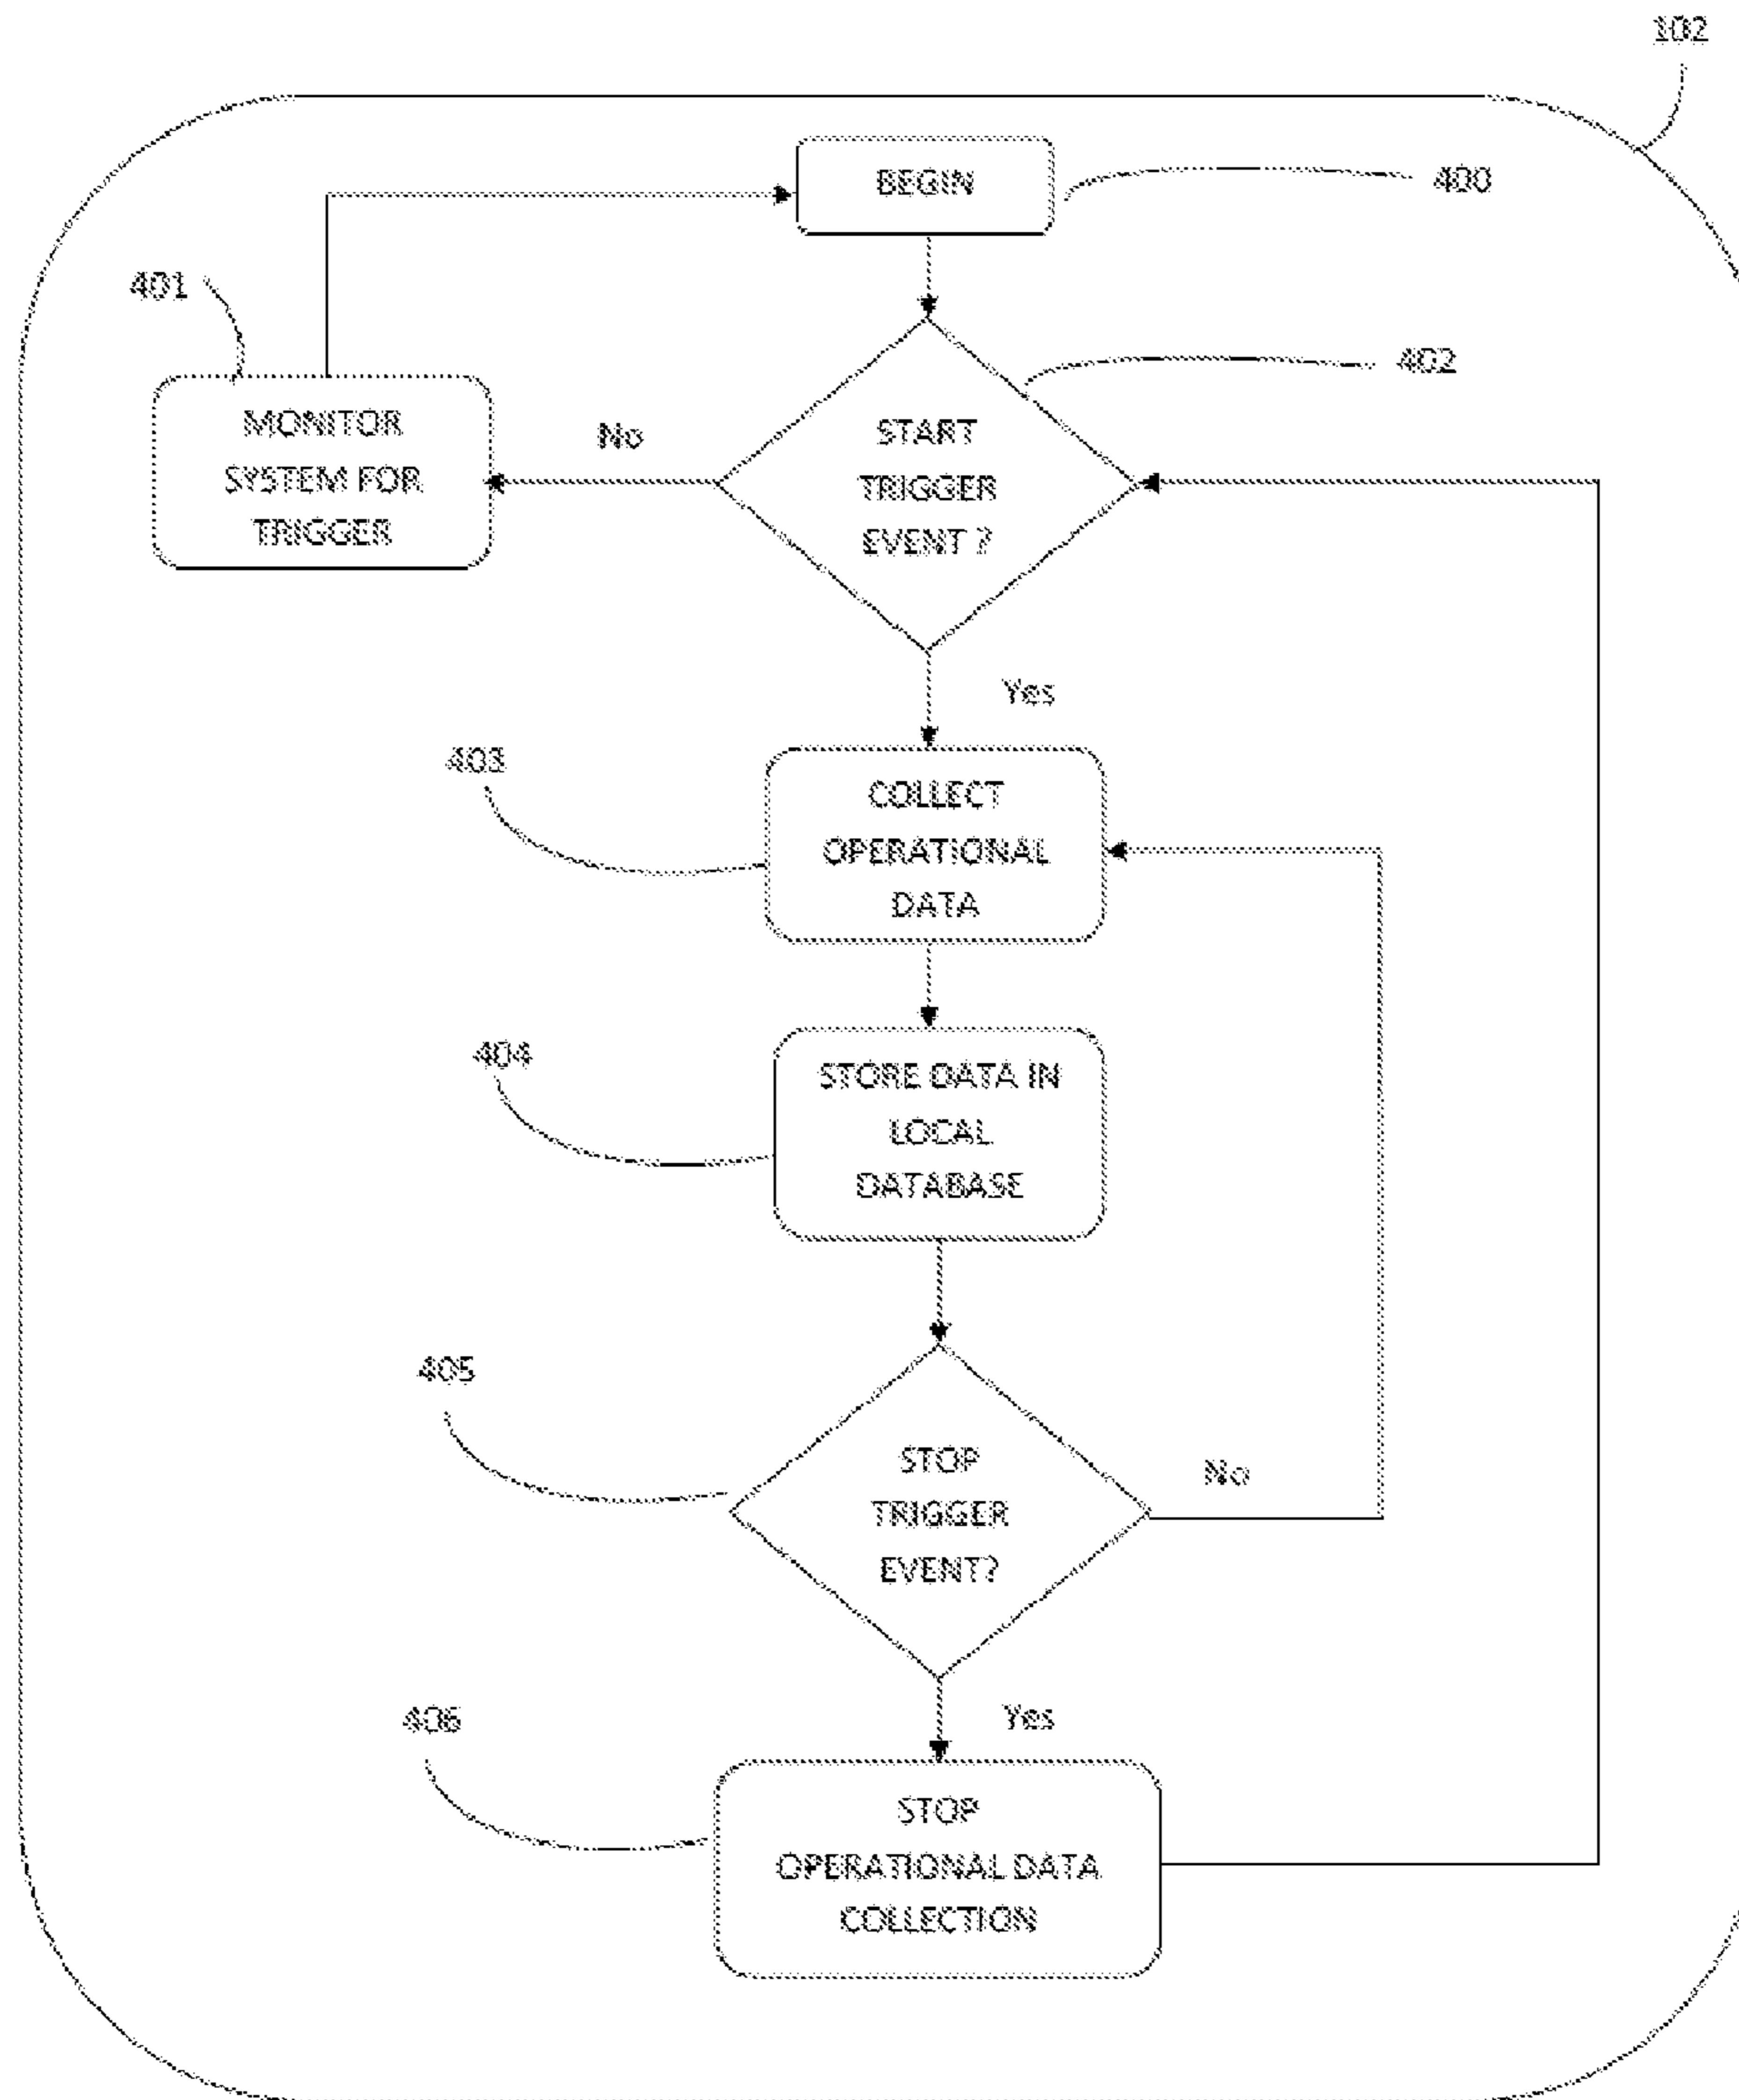 102
BEGIN
400
401
402
MONITOR
SYSTEM FOR
TRIGGER
No
START
TRIGGER
EVENT ?
Yes
403
COLLECT
OPERATIONAL
DATA
404
STORE DATA IN
LOCAL
DATABASE
405
STOP
TRIGGER
EVENT?
No
Yes
406
STOP
OPERATIONAL DATA
COLLECTION